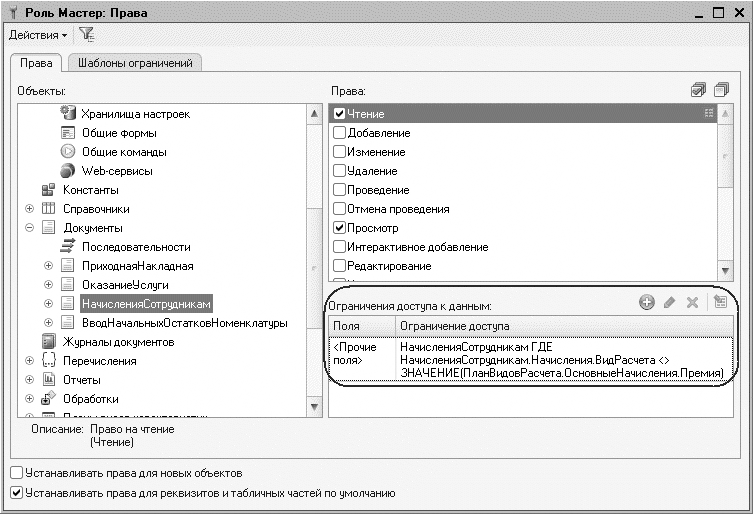 Роль Мастер: Права
Действия
Права
Шаблоны ограничений
Объекты:
Хранилища настроек
Общие формы
Общие команды
Web-сервисы
Константы
Справочники
Документы
Последовательности
ПриходнаяНакладная
ОказаниеУслуги
НачисленияСотрудникам
ВводНачальныхОстатковНоменклатуры
Журналы документов
Перечисления
Отчеты
Обработки
Права:
Чтение
Добавление
Изменение
Удаление
Проведение
Отмена проведения
Просмотр
Интерактивное добавление
Редактирование
Ограничения доступа к данным:
Поля
Ограничение доступа
<Прочие
поля>
НачисленияСотрудникам ГДЕ
НачисленияСотрудникам.Начисления.ВидРасчета <>
ЗНАЧЕНИЕ(ПланВидовРасчета.ОсновныеНачисления.Премия)
Описание: Право на чтение
(Чтение)
Устанавливать права для новых объектов
Устанавливать права для реквизитов и табличных частей по умолчанию